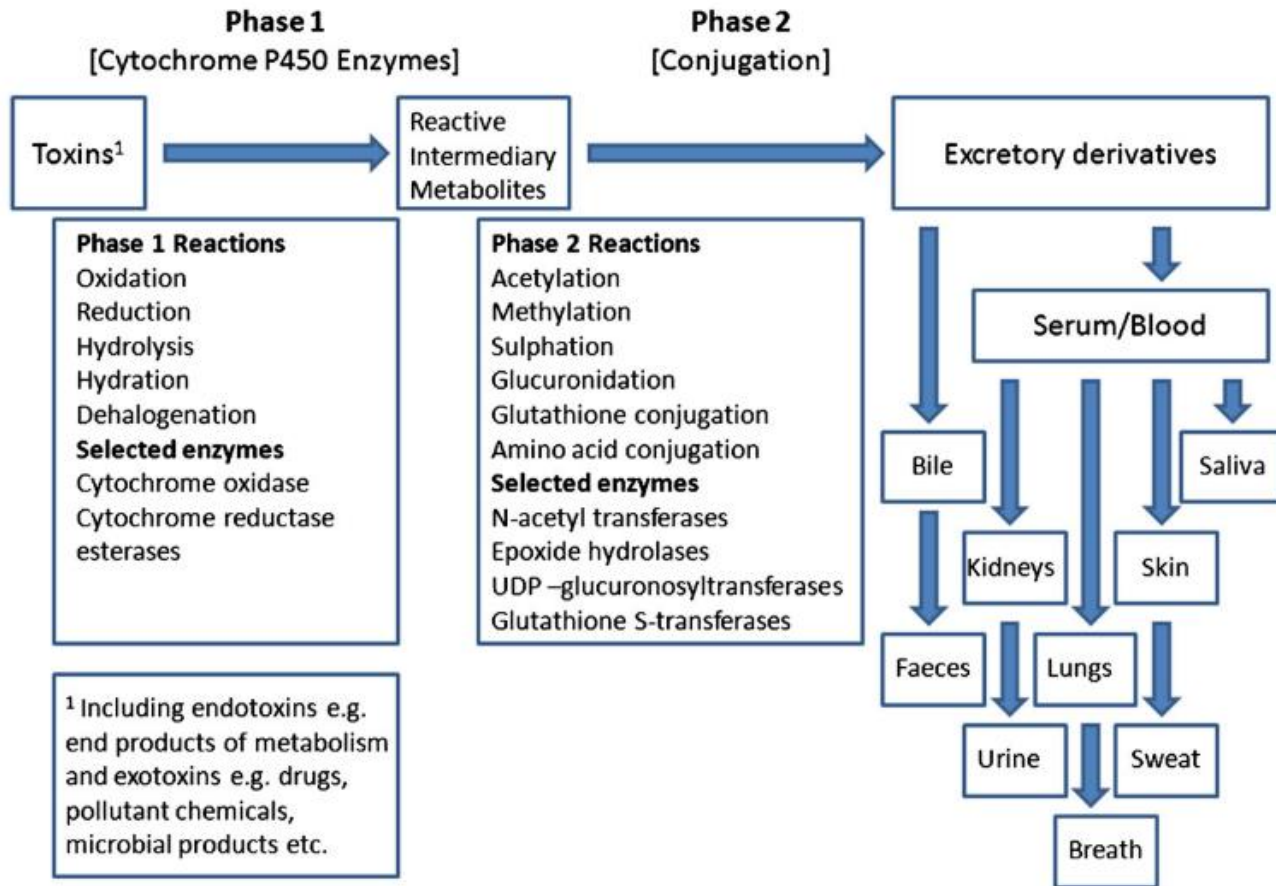 Phase 1
[Cytochrome P450 Enzymes]
Phase 2
[Conjugation]
Toxins¹
Reactive
Intermediary
Metabolites
Excretory derivatives
Phase 1 Reactions
Oxidation
Reduction
Hydrolysis
Hydration
Dehalogenation
Selected enzymes
Cytochrome oxidase
Cytochrome reductase
esterases
Phase 2 Reactions
Acetylation
Methylation
Sulphation
Glucuronidation
Glutathione conjugation
Amino acid conjugation
Selected enzymes
N-acetyl transferases
Epoxide hydrolases
UDP –glucuronosyltransferases
Glutathione S-transferases
Serum/Blood
Bile
Saliva
Kidneys
Skin
Faeces
Lungs
Urine
Sweat
Breath
¹ Including endotoxins e.g.
end products of metabolism
and exotoxins e.g. drugs,
pollutant chemicals,
microbial products etc.